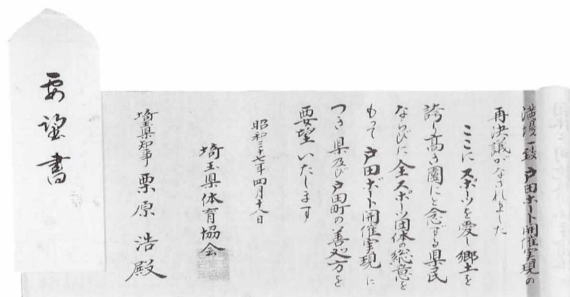 要望書
満場一致戸田ボート開催実現の
再決議がなされました
ここにスポーツを愛し郷土を
誇り高き園にと念ずる県民
ならびに全スポーツ団体の総意を
もって戸田ボート開催実現に
つき県及び戸田町の善処方を
要望いたします
昭和三十七年四月十八日
埼玉県体育協会
埼玉県知事 栗原浩殿